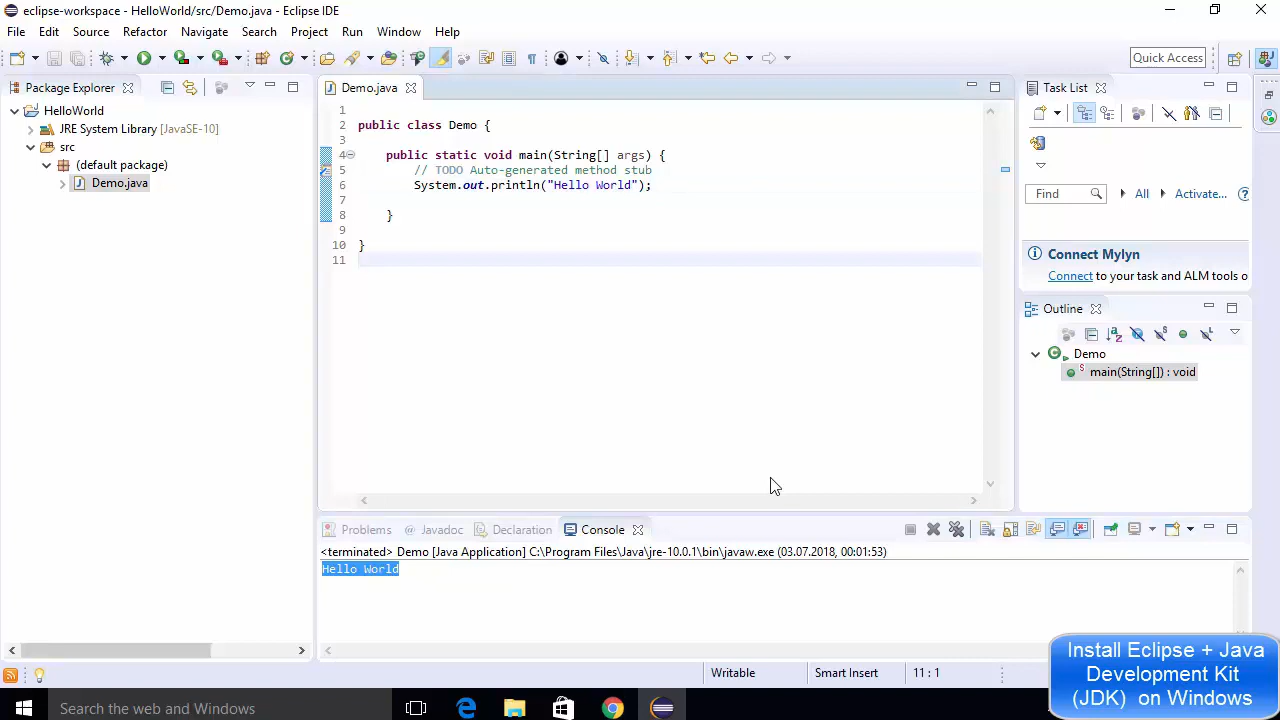 eclipse-workspace - HelloWorld/src/Demo.java - Eclipse IDE
File Edit Source Refactor Navigate Search Project Run Window Help
Quick Access
Package Explorer
HelloWorld
JRE System Library [JavaSE-10]
src
(default package)
Demo.java
Demo.java
1
2 public class Demo {
3
4 public static void main(String[] args) {
5 // TODO Auto-generated method stub
6 System.out.println("Hello World");
7
8 }
9
10 }
11
Task List
Find All Activate...
Connect Mylyn
Connect to your task and ALM tools o
Outline
Demo
main(String[]) : void
Problems Javadoc Declaration Console
<terminated> Demo [Java Application] C:\Program Files\Java\jre-10.0.1\bin\javaw.exe (03.07.2018, 00:01:53)
Hello World
Writable Smart Insert 11 : 1
Install Eclipse + Java
Development Kit
(JDK) on Windows
Search the web and Windows